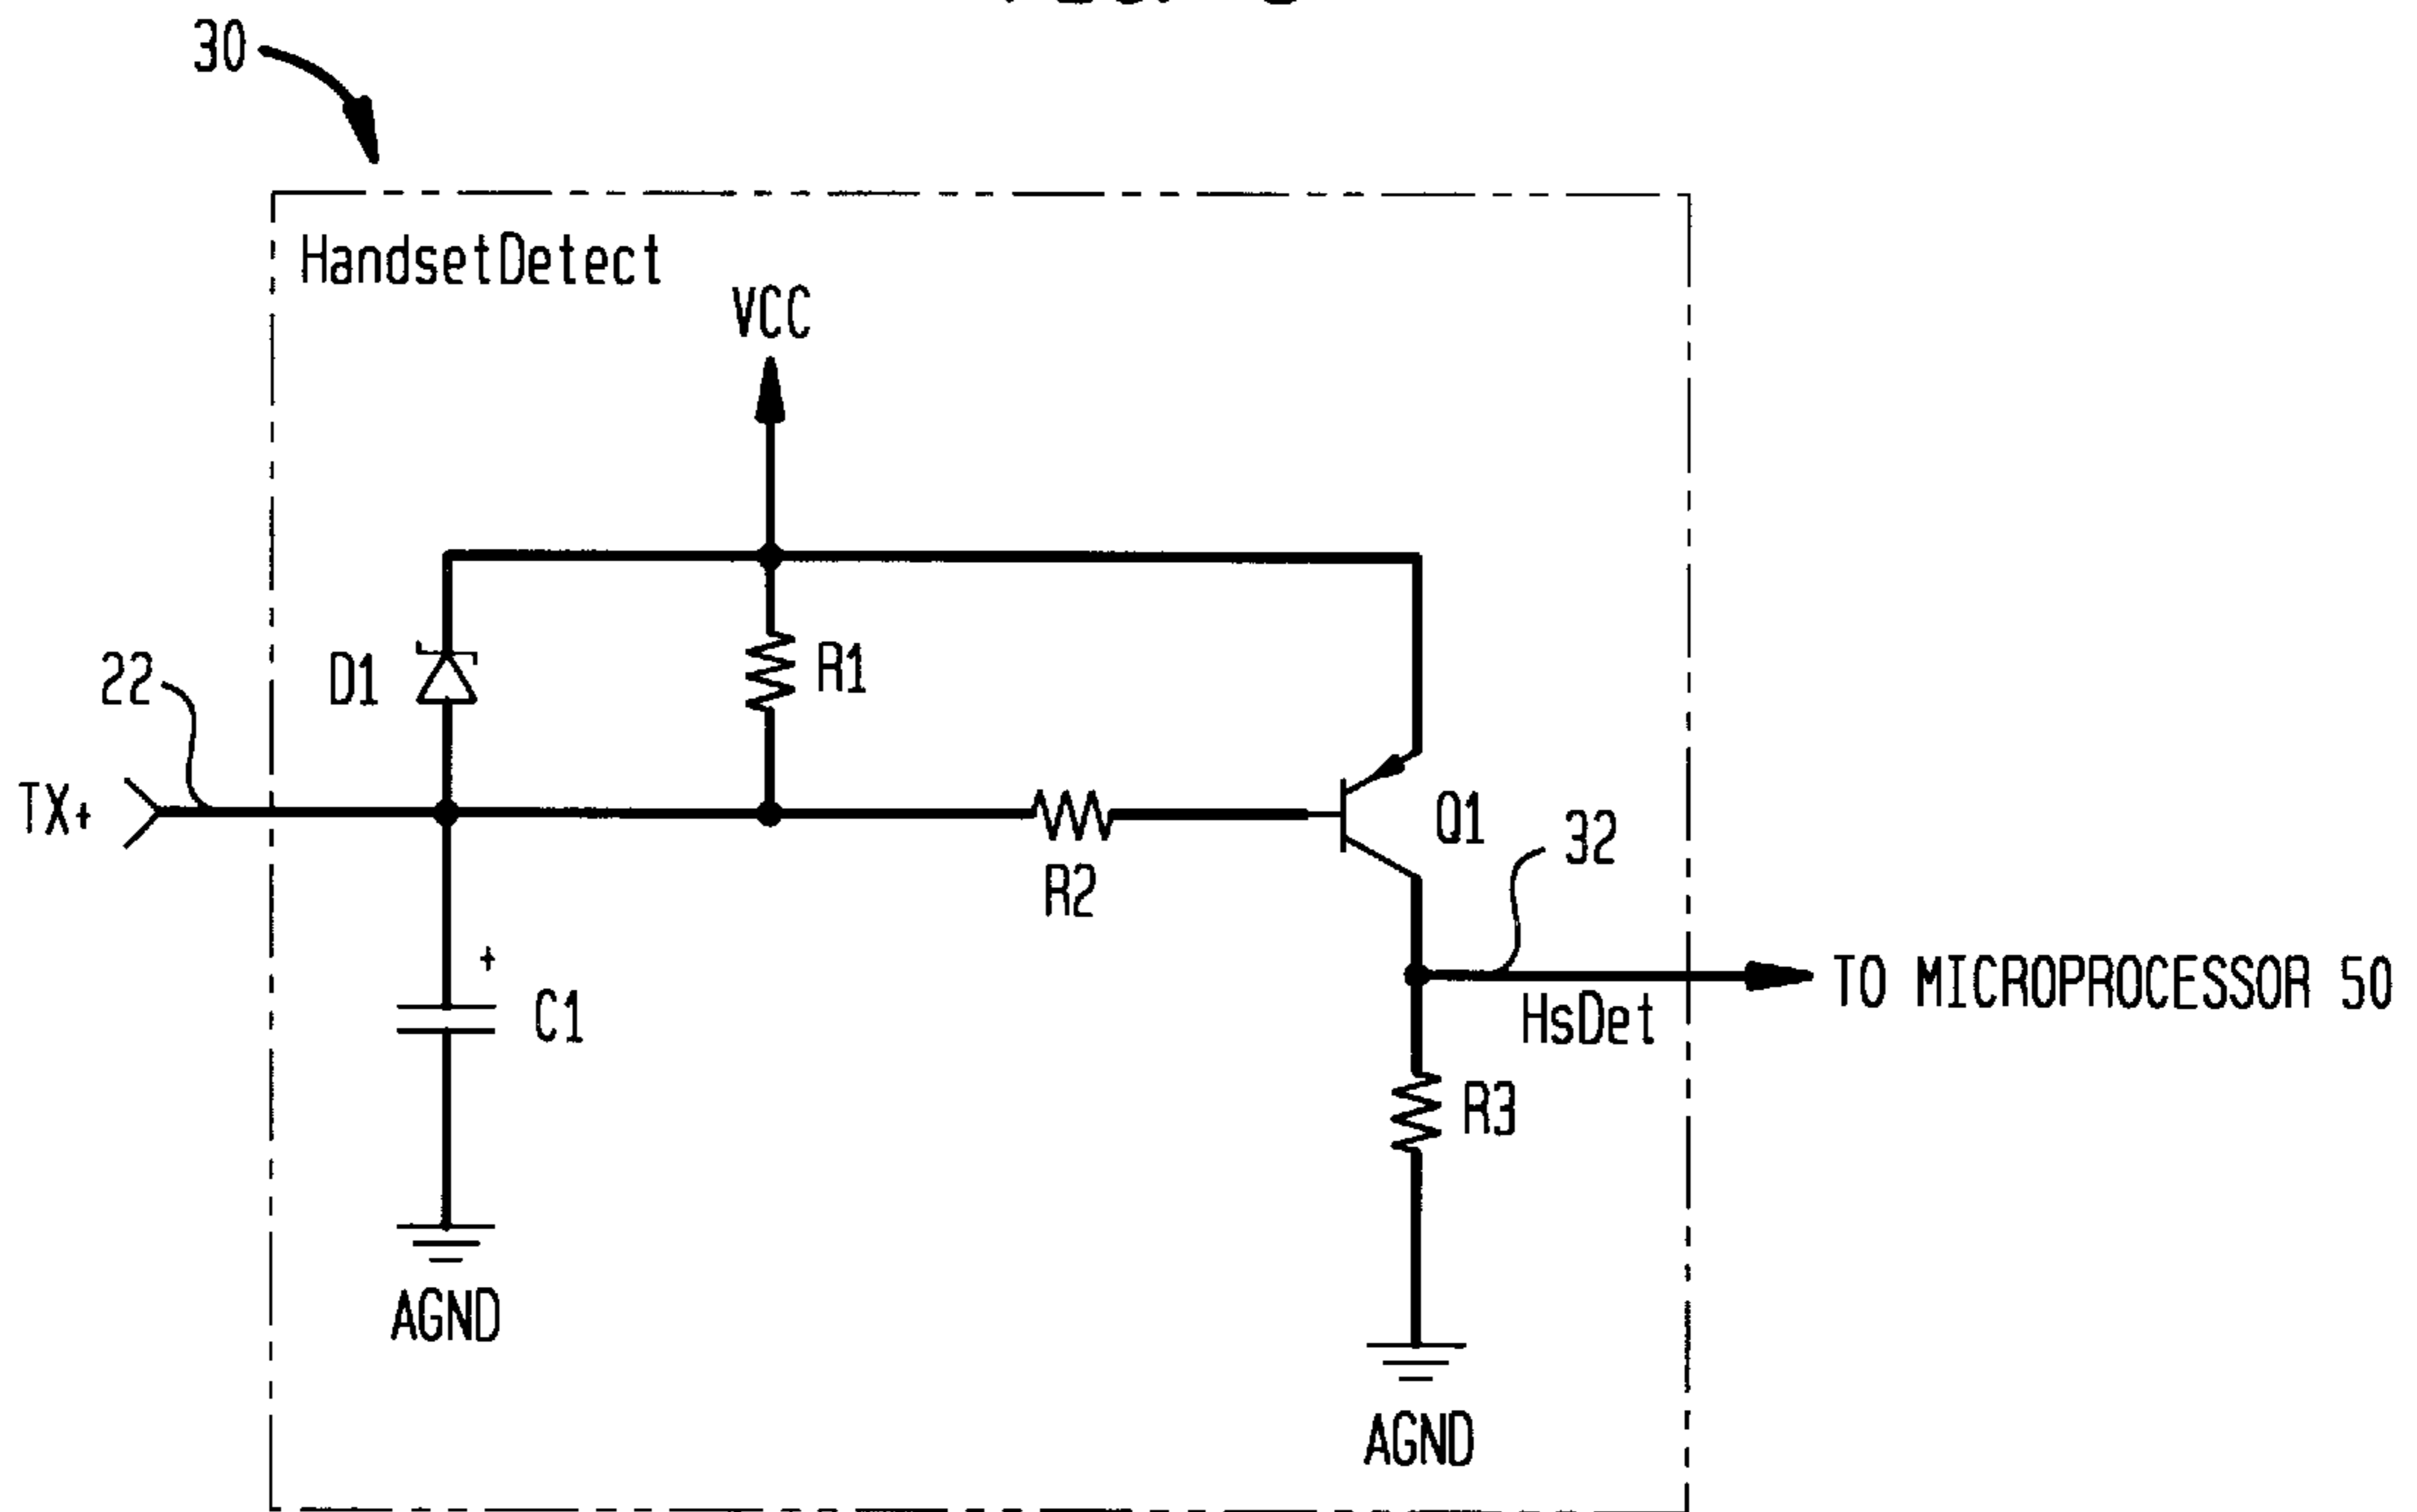 30
HandsetDetect
VCC
22
D1
R1
TX+
Q1
32
R2
+
C1
TO MICROPROCESSOR 50
HsDet
R3
AGND
AGND